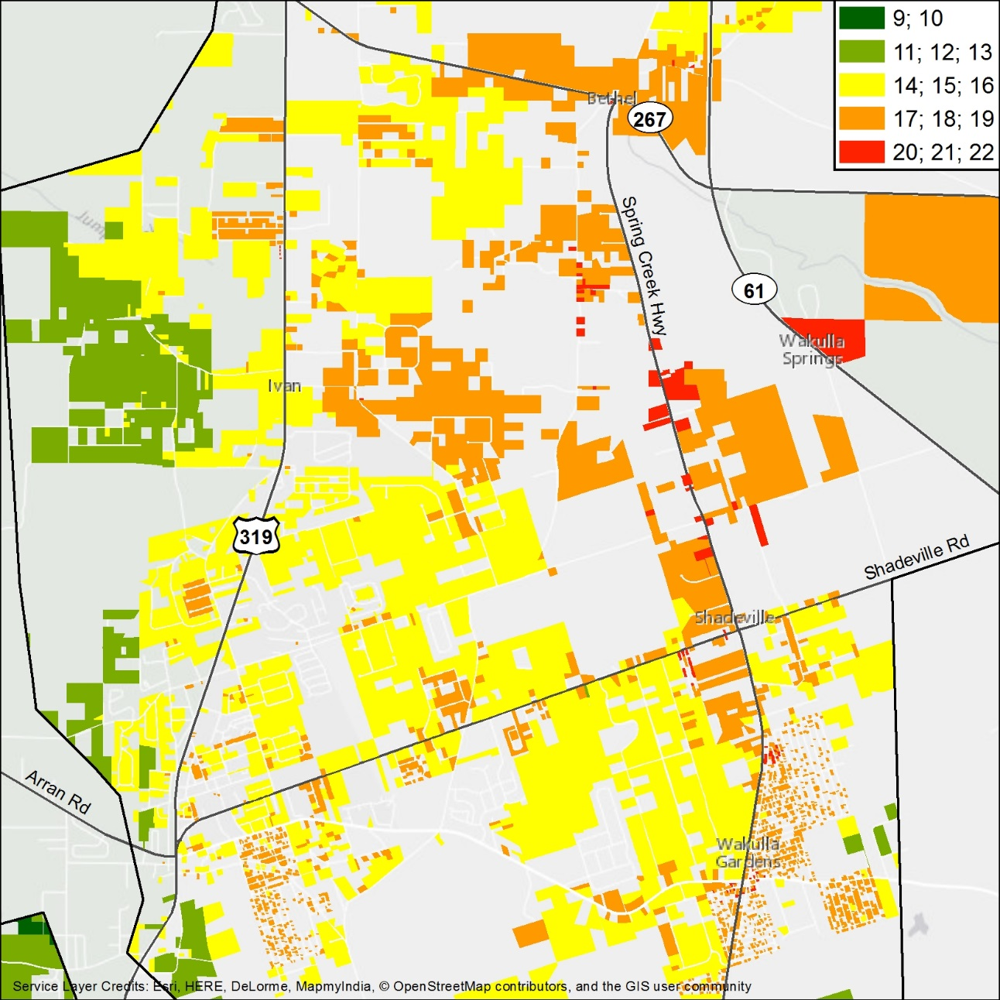 9; 10
11; 12; 13
14; 15; 16
17; 18; 19
20; 21; 22
Bethel
267
Spring Creek Hwy
61
Wakulla
Springs
Ivan
319
Shadeville Rd
Shadeville
Arran Rd
Wakulla
Gardens
Service Layer Credits: Esri, HERE, DeLorme, MapmyIndia, © OpenStreetMap contributors, and the GIS user community